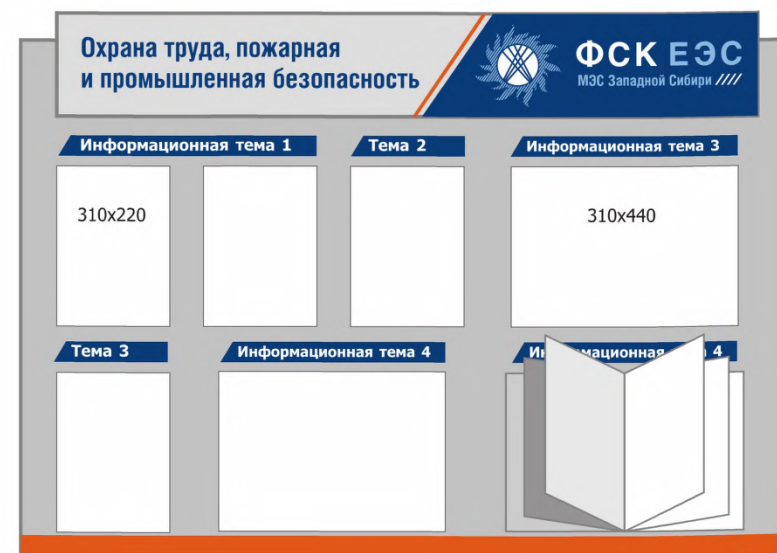 Охрана труда, пожарная
и промышленная безопасность
ФСК ЕЭС
МЭС Западной Сибири ////
Информационная тема 1
Тема 2
Информационная тема 3
310x220
310x440
Тема 3
Информационная тема 4
4